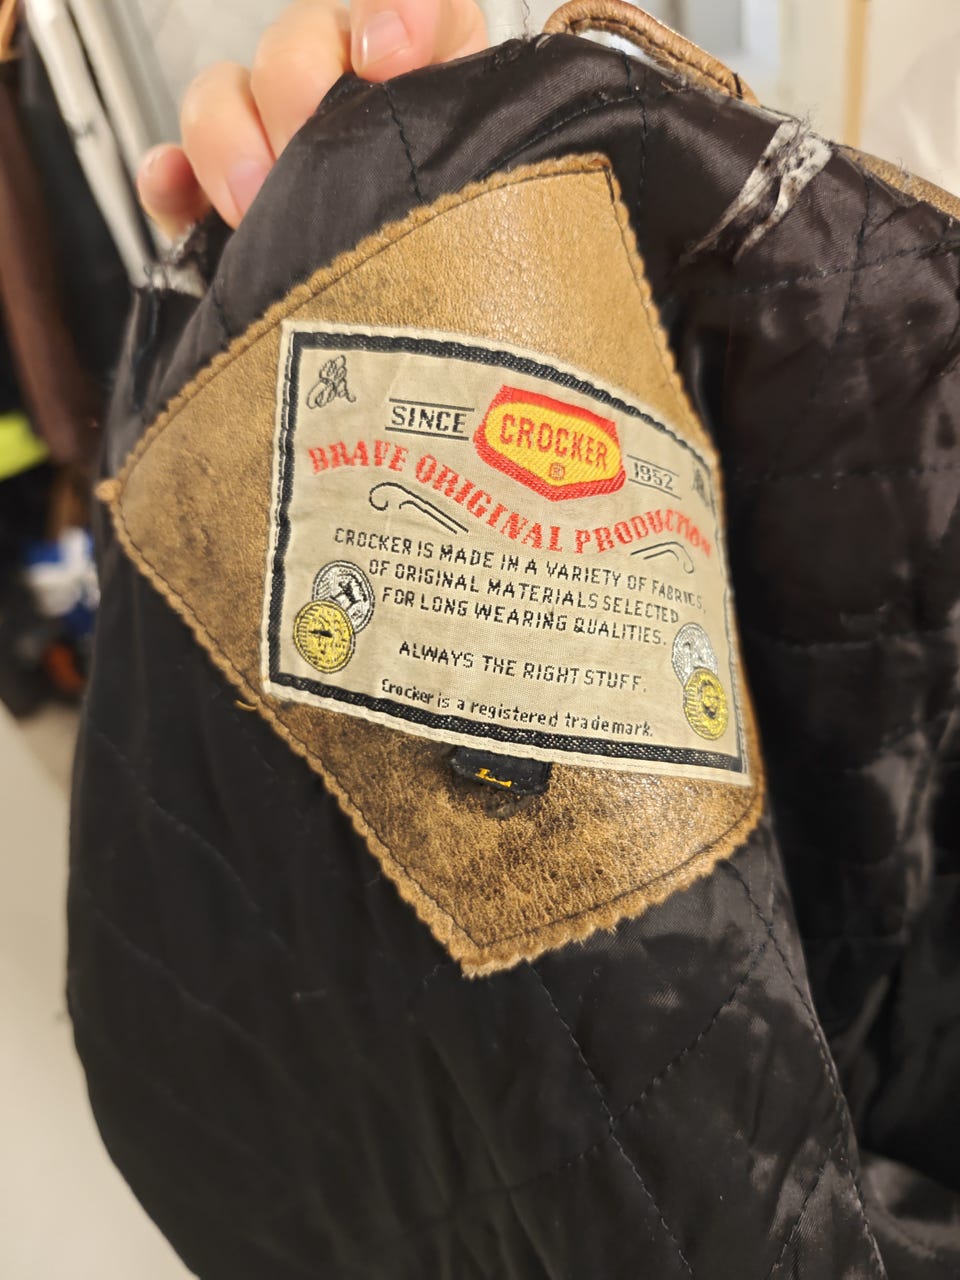 SINCE CROCKER ® 1952
BRAVE ORIGINAL PRODUCTION
CROCKER IS MADE IN A VARIETY OF FABRICS,
OF ORIGINAL MATERIALS SELECTED
FOR LONG WEARING QUALITIES.
ALWAYS THE RIGHT STUFF.
Crocker is a registered trademark.
L